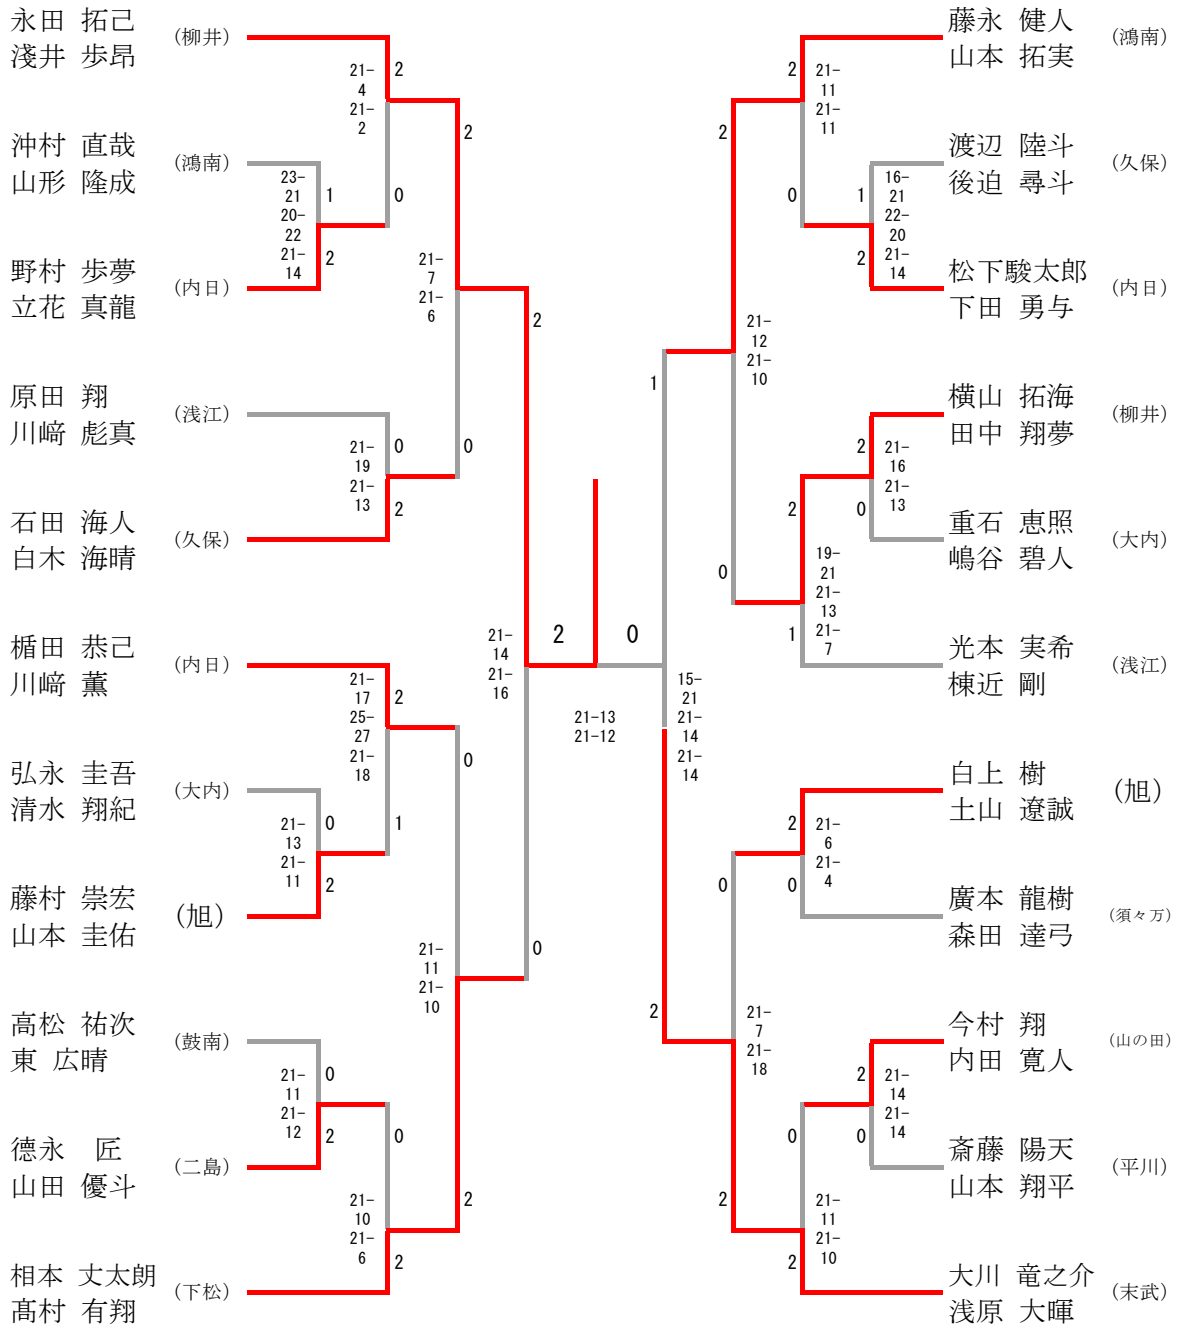 永田 拓己
淺井 歩昂
(柳井)
21-
4
21-
2
2
沖村 直哉
山形 隆成
(鴻南)
23-
21
20-
22
21-
14
1
2
0
野村 歩夢
立花 真龍
(内日)
2
21-
7
21-
6
0
原田 翔
川﨑 彪真
(浅江)
21-
19
21-
13
0
2
石田 海人
白木 海晴
(久保)
2
楯田 恭己
川﨑 薫
(内日)
21-
17
25-
27
21-
18
2
1
弘永 圭吾
清水 翔紀
(大内)
21-
13
21-
11
0
2
藤村 崇宏
山本 圭佑
(旭)
0
21-
11
21-
10
2
高松 祐次
東 広晴
(鼓南)
21-
11
21-
12
0
2
德永 匠
山田 優斗
(二島)
21-
10
21-
6
0
2
相本 丈太朗
髙村 有翔
(下松)
21-
14
21-
16
0
2
0
21-13
21-12
藤永 健人
山本 拓実
(鴻南)
2
21-
11
21-
11
0
渡辺 陸斗
後迫 尋斗
(久保)
1
16-
21
22-
20
21-
14
2
松下駿太郎
下田 勇与
(内日)
2
21-
12
21-
10
0
横山 拓海
田中 翔夢
(柳井)
2
21-
16
21-
13
0
重石 恵照
嶋谷 碧人
(大内)
2
19-
21
21-
13
21-
7
1
光本 実希
棟近 剛
(浅江)
1
15-
21
21-
14
21-
14
2
白上 樹
土山 遼誠
(旭)
2
21-
6
21-
4
0
廣本 龍樹
森田 達弓
(須々万)
0
21-
7
21-
18
2
今村 翔
内田 寛人
(山の田)
2
21-
14
21-
14
0
斎藤 陽天
山本 翔平
(平川)
0
21-
11
21-
10
2
大川 竜之介
浅原 大暉
(末武)